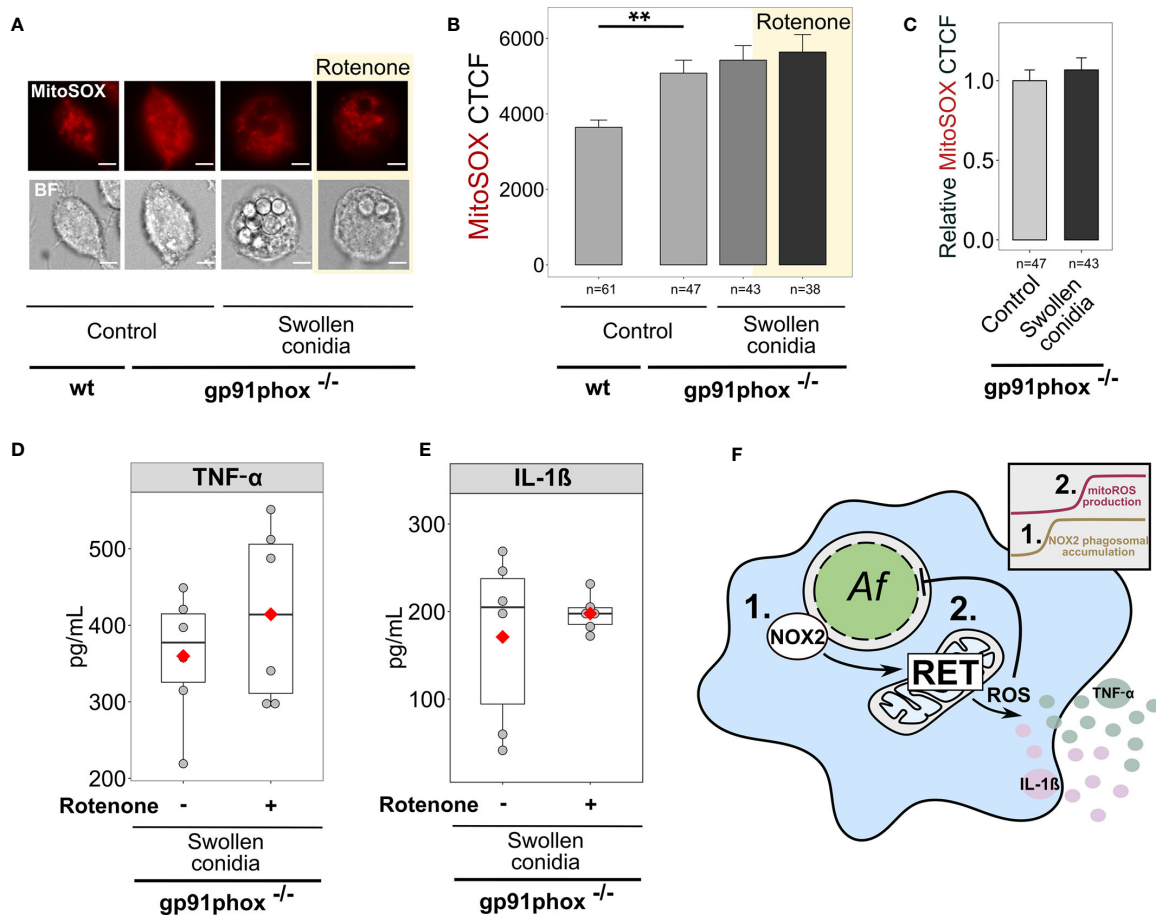 A
Rotenone
MitoSOX
BF
Control
Swollen
conidia
wt
gp91phox -/-
B
MitoSOX CTCF
6000
4000
2000
0
**
Rotenone
n=61
n=47
n=43
n=38
Control
Swollen
conidia
wt
gp91phox -/-
C
Relative MitoSOX CTCF
1.0
0.5
0.0
n=47
n=43
Control
Swollen
conidia
gp91phox -/-
D
TNF-α
pg/mL
500
400
300
200
Rotenone - +
Swollen
conidia
gp91phox -/-
E
IL-1ß
pg/mL
300
200
100
Rotenone - +
Swollen
conidia
gp91phox -/-
F
2.
mitoROS
production
1.
NOX2 phagosomal
accumulation
Af
1.
NOX2
2.
RET
ROS
TNF-α
IL-1ß